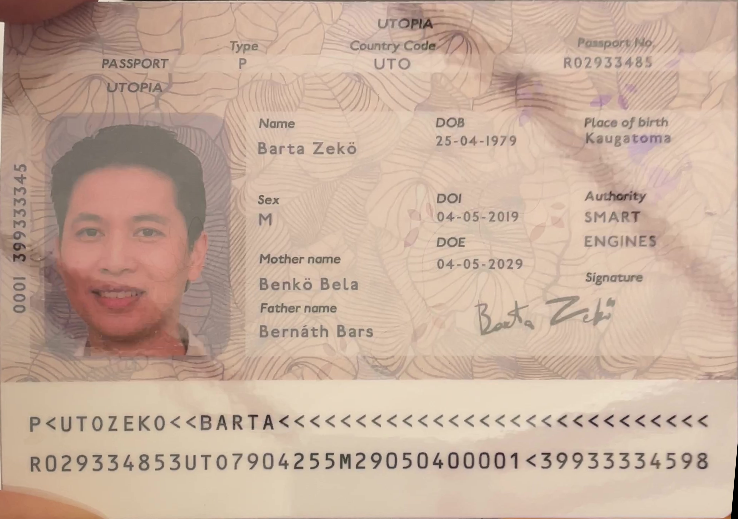 UTOPIA
PASSPORT Type Country Code Passport No.
UTOPIA P UTO R02933485
Name DOB Place of birth
Barta Zekö 25-04-1979 Kaugatoma
Sex DOI Authority
M 04-05-2019 SMART
DOE ENGINES
Mother name 04-05-2029 Signature
Benkö Bela
Father name Barta Zekö
Bernáth Bars
0001 399333345
P<UTOZEKO<<BARTA<<<<<<<<<<<<<<<<<<<<<<<<<<<<
R029334853UTO7904255M29050400001<39933334598